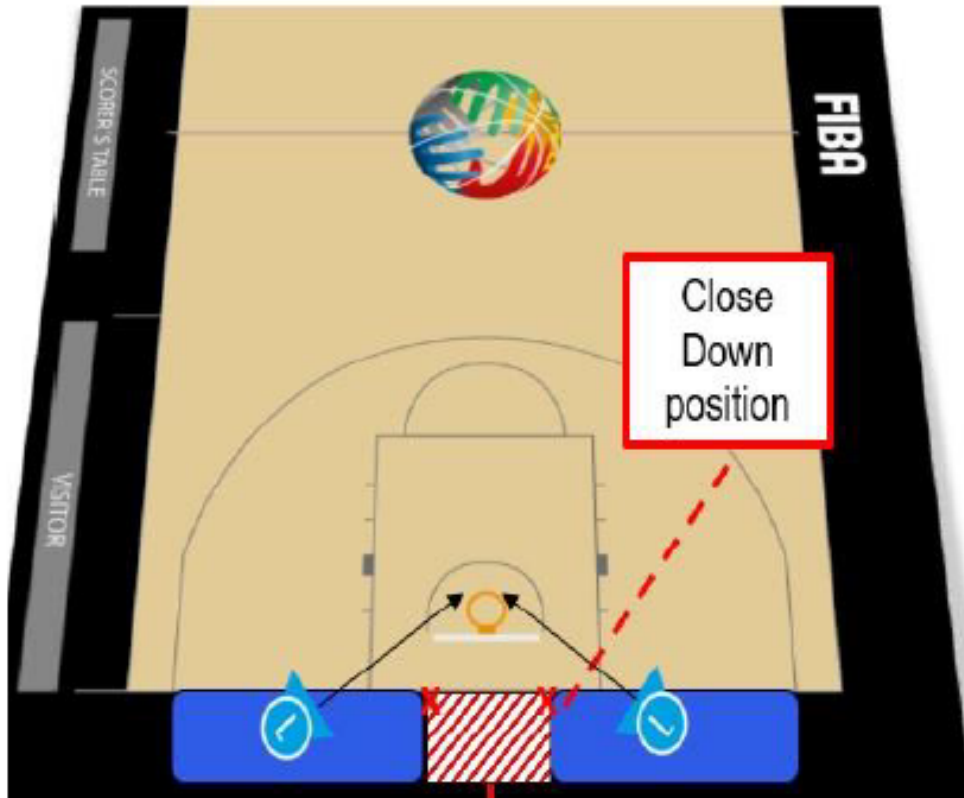 SCORER'S TABLE
FIBA
Close
Down
position
VISITOR
X X
L L